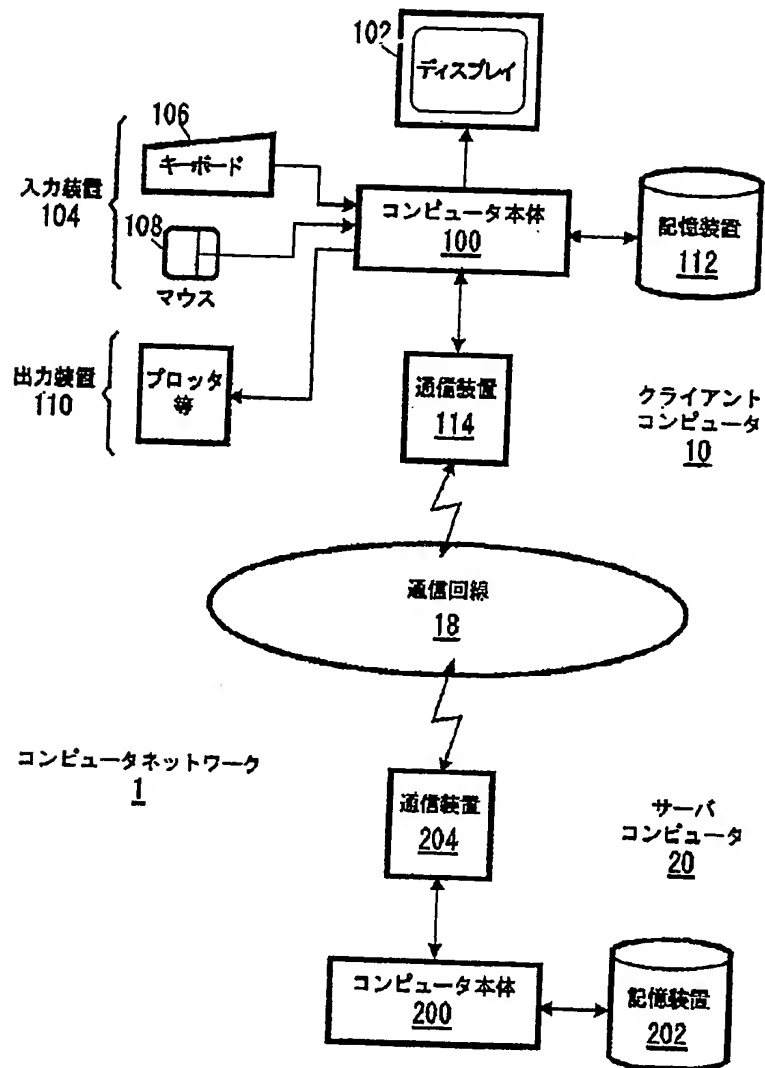 102
ディスプレイ
106
キーボード
入力装置
104
108
マウス
コンピュータ本体
100
記憶装置
112
出力装置
110
プロッタ
等
通信装置
114
クライアント
コンピュータ
10
通信回線
18
コンピュータネットワーク
1
通信装置
204
サーバ
コンピュータ
20
コンピュータ本体
200
記憶装置
202